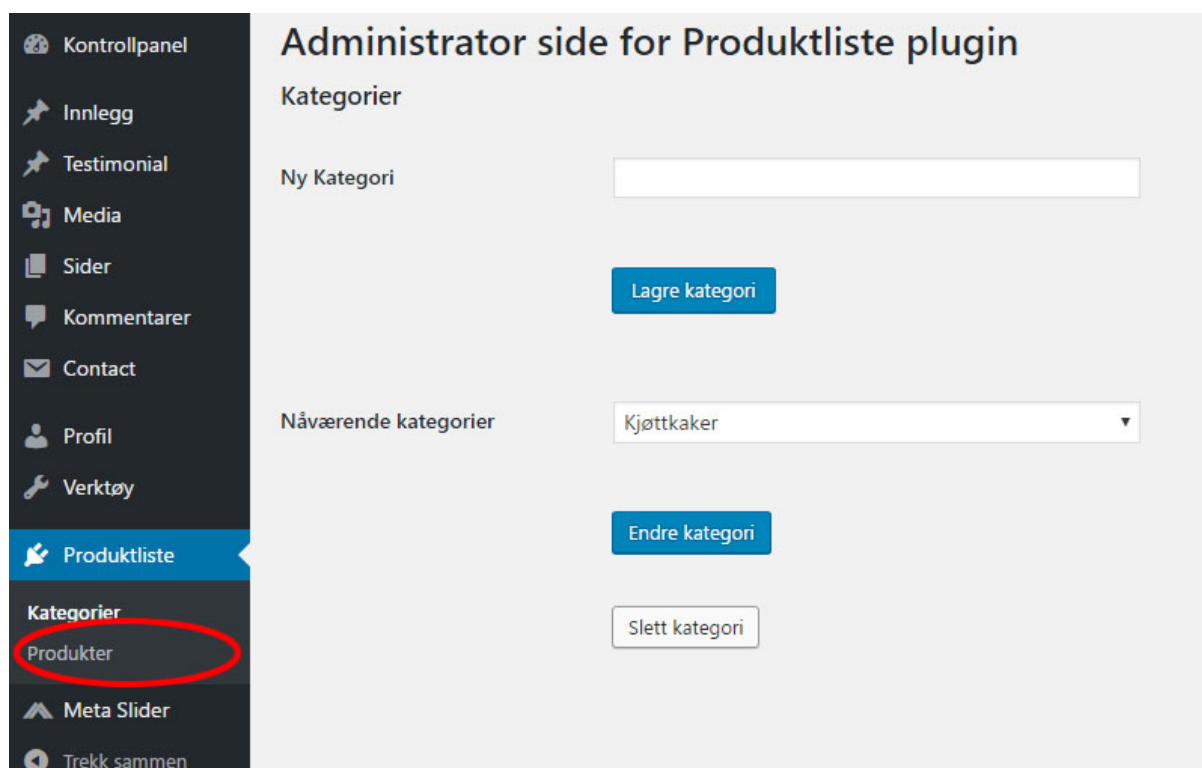 Kontrollpanel
Innlegg
Testimonial
Media
Sider
Kommentarer
Contact
Profil
Verktøy
Produktliste
Kategorier
Produkter
Meta Slider
Trekk sammen
Administrator side for Produktliste plugin
Kategorier
Ny Kategori
Lagre kategori
Nåværende kategorier
Kjøttkaker
Endre kategori
Slett kategori